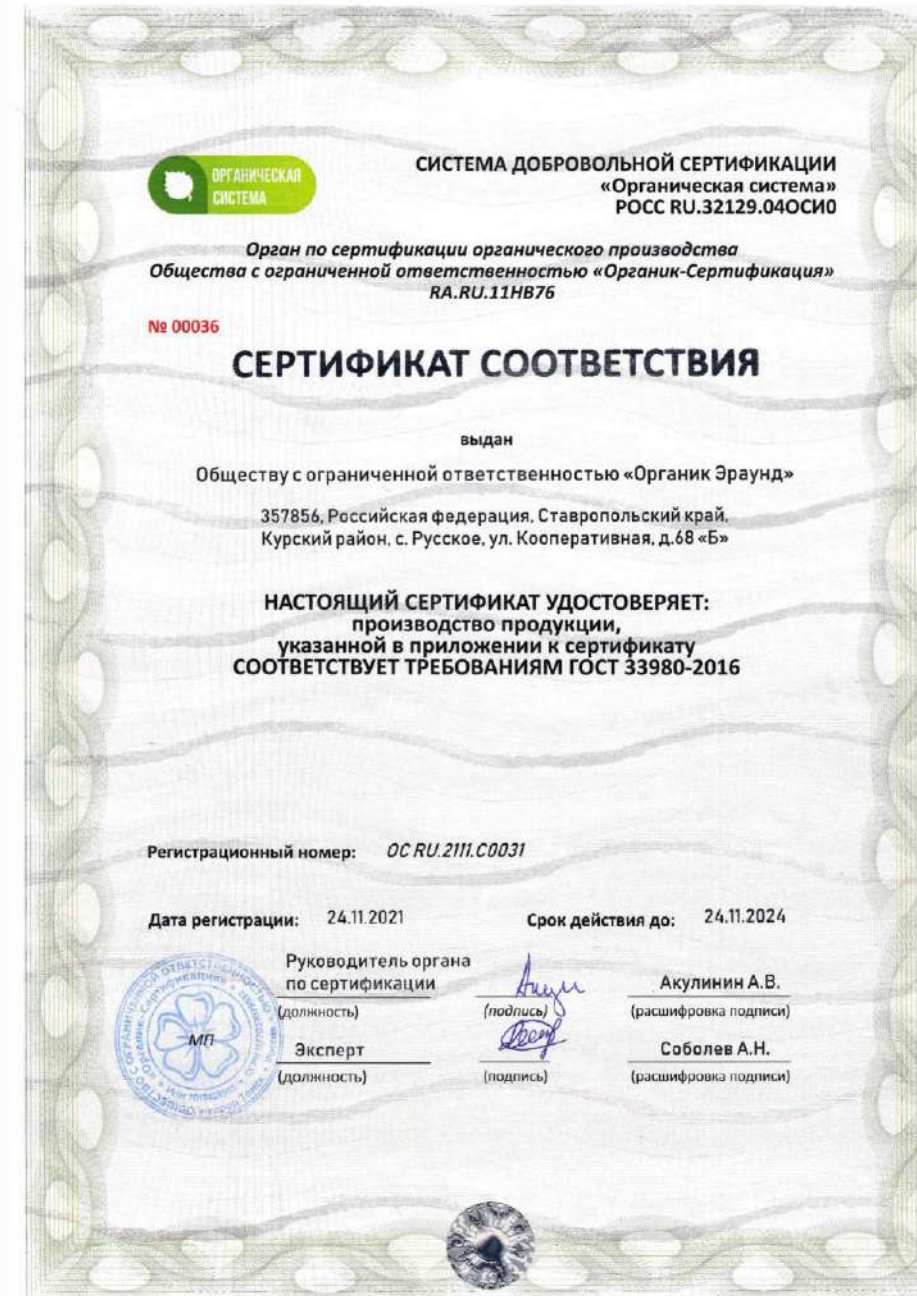 ОРГАНИЧЕСКАЯ
СИСТЕМА
СИСТЕМА ДОБРОВОЛЬНОЙ СЕРТИФИКАЦИИ
«Органическая система»
РОСС RU.32129.04ОСИ0
Орган по сертификации органического производства
Общества с ограниченной ответственностью «Органик-Сертификация»
RA.RU.11НВ76
№ 00036
СЕРТИФИКАТ СООТВЕТСТВИЯ
выдан
Обществу с ограниченной ответственностью «Органик Эраунд»
357856, Российская федерация, Ставропольский край,
Курский район, с. Русское, ул. Кооперативная, д.68 «Б»
НАСТОЯЩИЙ СЕРТИФИКАТ УДОСТОВЕРЯЕТ:
производство продукции,
указанной в приложении к сертификату
СООТВЕТСТВУЕТ ТРЕБОВАНИЯМ ГОСТ 33980-2016
Регистрационный номер: ОС RU.2111.С0031
Дата регистрации: 24.11.2021 Срок действия до: 24.11.2024
Руководитель органа
по сертификации Акулинин А.В.
(должность) (подпись) (расшифровка подписи)
МП
Эксперт Соболев А.Н.
(должность) (подпись) (расшифровка подписи)